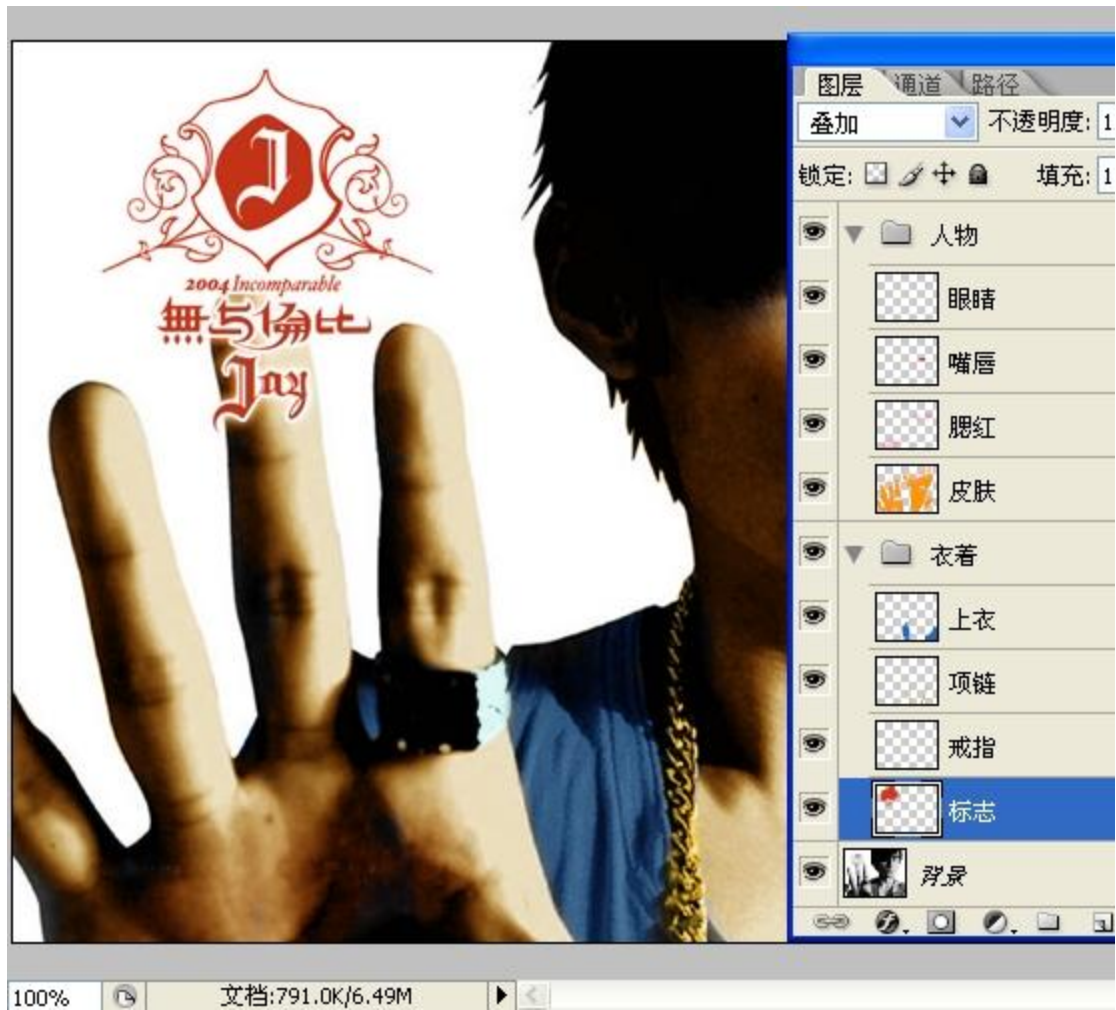 J
2004 Incomparable
無与倫比
Jay
图层 通道 路径
叠加 不透明度: 1
锁定: 填充: 1
人物
眼睛
嘴唇
腮红
皮肤
衣着
上衣
项链
戒指
标志
背景
100% 文档:791.0K/6.49M